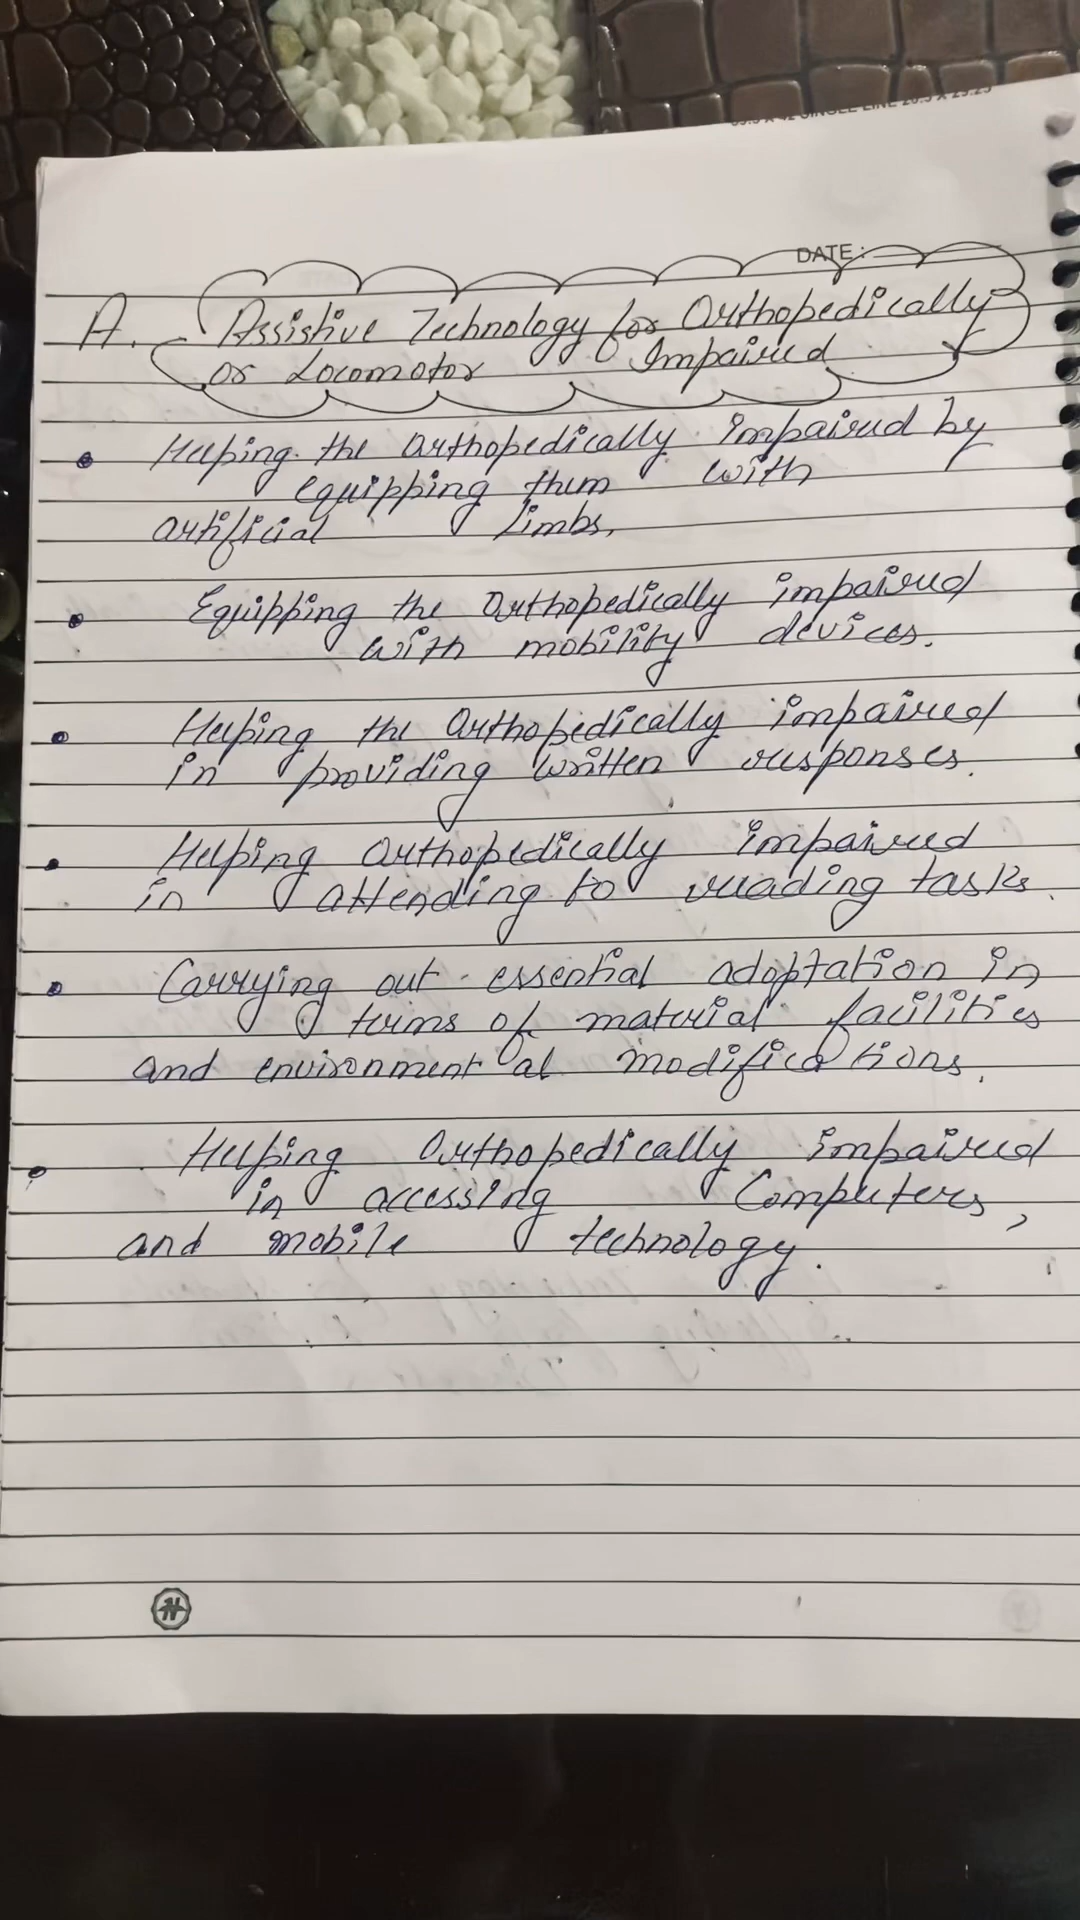 DATE:
A. Assistive Technology for Orthopedically
or Locomotor Impaired
• Helping the Orthopedically Impaired by
equipping them with
artificial limbs.
• Equipping the Orthopedically impaired
with mobility devices.
• Helping the Orthopedically impaired
in providing written responses.
• Helping Orthopedically impaired
in attending to reading tasks.
• Carrying out essential adoptation in
terms of material facilities
and environmental modifications.
• Helping Orthopedically impaired
in accessing Computers,
and mobile technology.